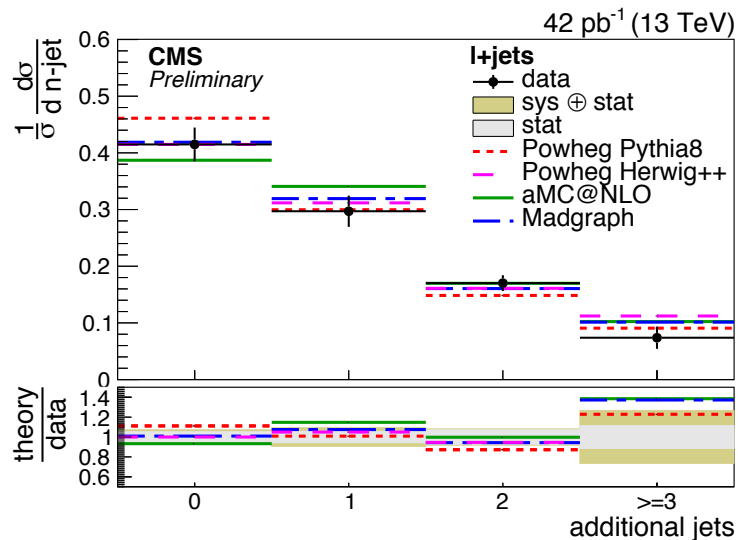 42 pb⁻¹ (13 TeV)
CMS
Preliminary
1/σ dσ/d n-jet
l+jets
data
sys ⊕ stat
stat
Powheg Pythia8
Powheg Herwig++
aMC@NLO
Madgraph
0.6
0.5
0.4
0.3
0.2
0.1
0
theory/data
1.4
1.2
1
0.8
0.6
0 1 2 >=3
additional jets